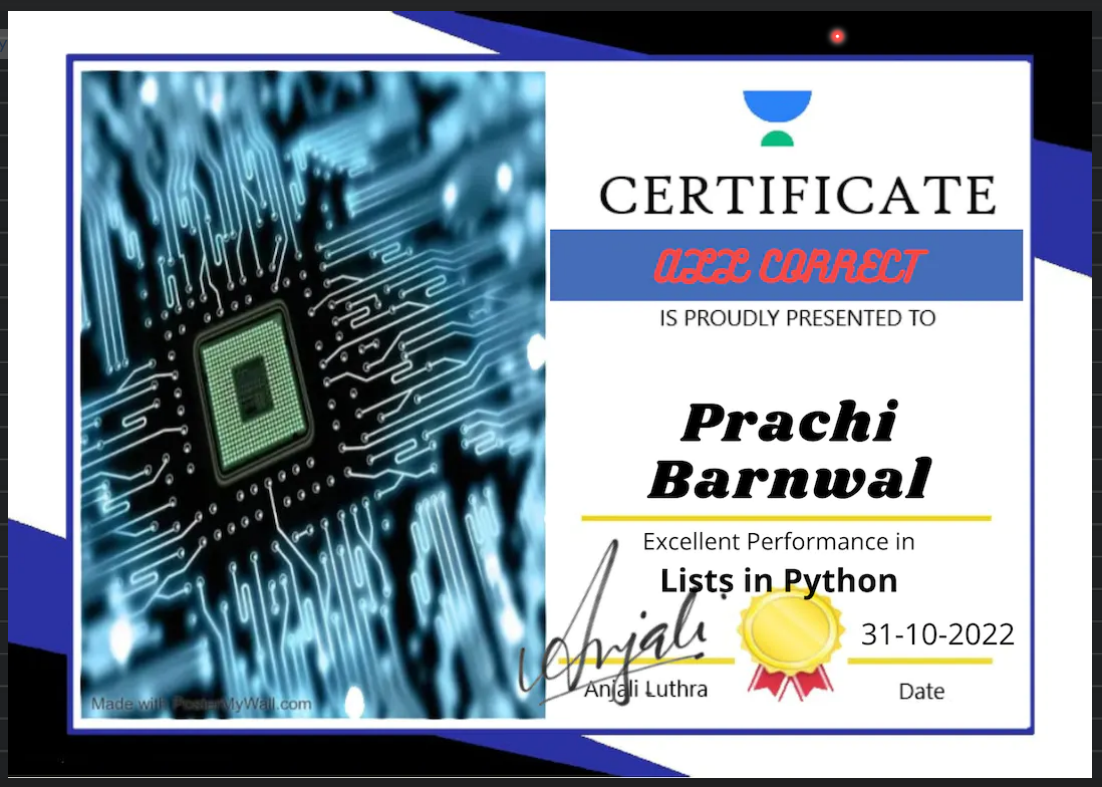 CERTIFICATE
ALL CORRECT
IS PROUDLY PRESENTED TO
Prachi
Barnwal
Excellent Performance in
Lists in Python
Anjali
31-10-2022
Anjali Luthra
Date
Made with PosterMyWall.com